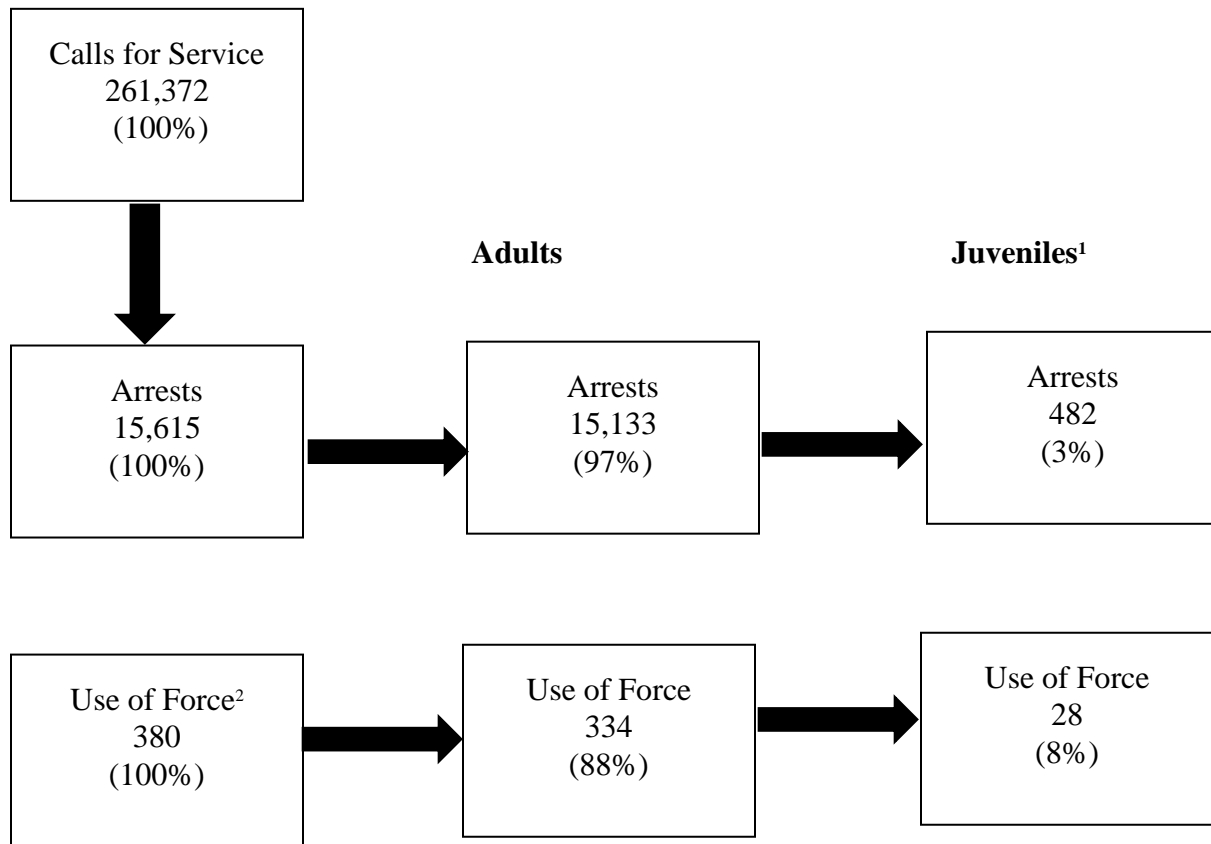 Calls for Service
261,372
(100%)
Adults
Juveniles¹
Arrests
15,615
(100%)
Arrests
15,133
(97%)
Arrests
482
(3%)
Use of Force²
380
(100%)
Use of Force
334
(88%)
Use of Force
28
(8%)